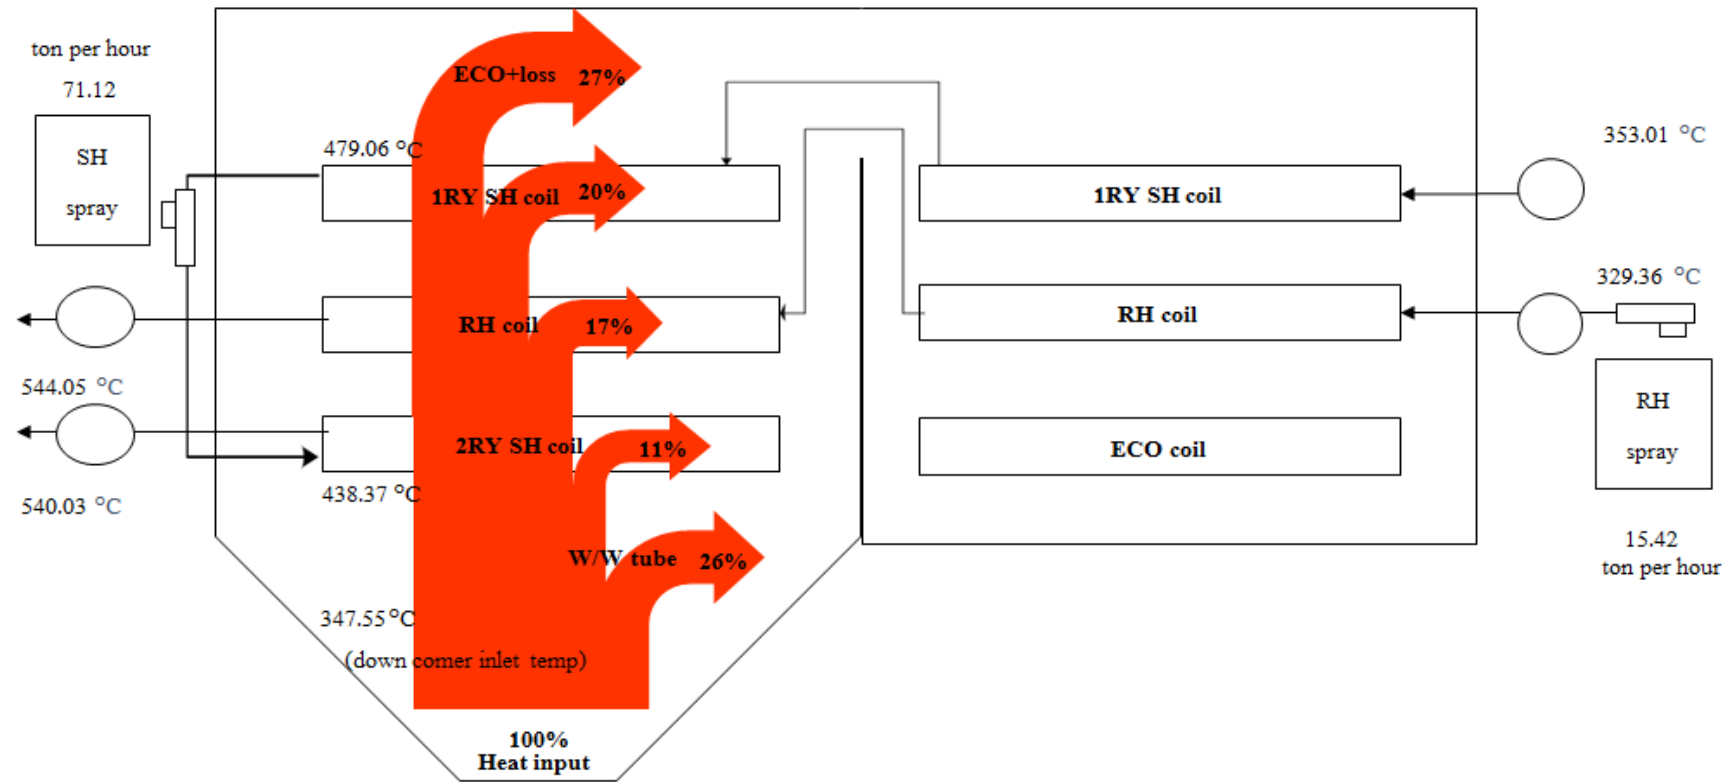 ton per hour
71.12
SH
spray
ECO+loss 27%
479.06 °C
1RY SH coil 20%
1RY SH coil
353.01 °C
329.36 °C
RH coil 17%
RH coil
544.05 °C
RH
spray
2RY SH coil 11%
ECO coil
540.03 °C
438.37 °C
15.42
ton per hour
W/W tube 26%
347.55°C
(down comer inlet temp)
100%
Heat input